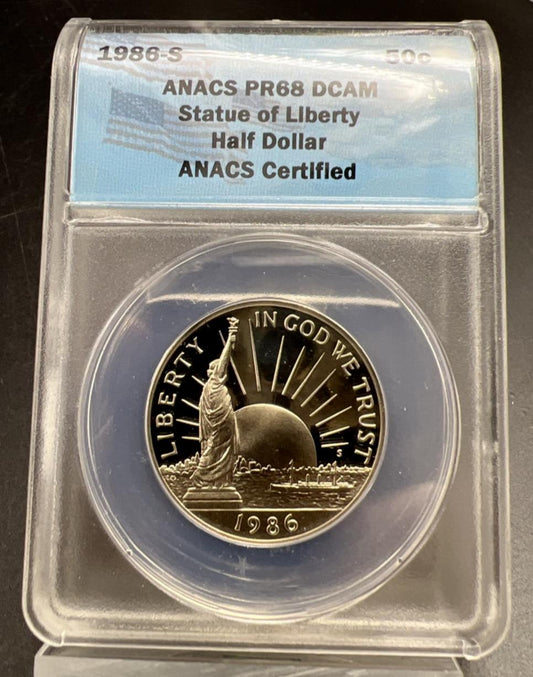 1986-S 50c
ANACS PR68 DCAM
Statue of Liberty
Half Dollar
ANACS Certified
LIBERTY
IN GOD WE TRUST
S
1986